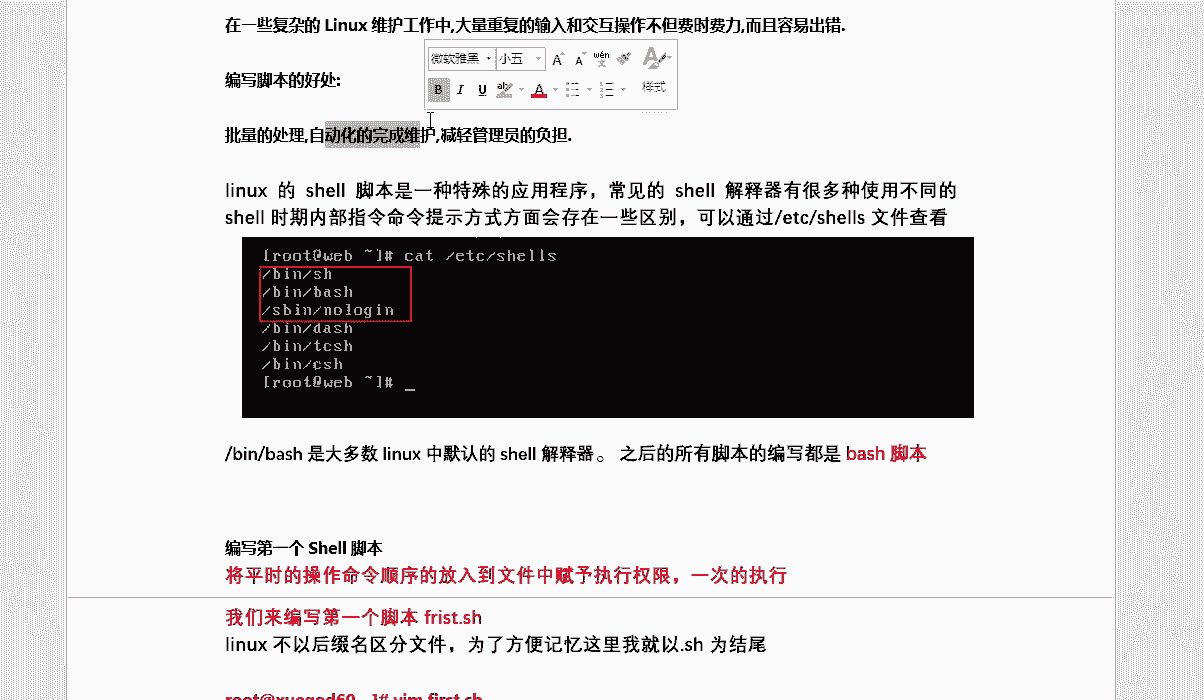 在一些复杂的 Linux 维护工作中,大量重复的输入和交互操作不但费时费力,而且容易出错.
微软雅黑 小五 A A wén 文 A
编写脚本的好处:
B I U ab A 样式
批量的处理,自动化的完成维护,减轻管理员的负担.
linux 的 shell 脚本是一种特殊的应用程序，常见的 shell 解释器有很多种使用不同的
shell 时期内部指令命令提示方式方面会存在一些区别，可以通过/etc/shells 文件查看
[root@web ~]# cat /etc/shells
/bin/sh
/bin/bash
/sbin/nologin
/bin/dash
/bin/tcsh
/bin/csh
[root@web ~]# _
/bin/bash 是大多数 linux 中默认的 shell 解释器。 之后的所有脚本的编写都是 bash 脚本
编写第一个 Shell 脚本
将平时的操作命令顺序的放入到文件中赋予执行权限，一次的执行
我们来编写第一个脚本 frist.sh
linux 不以后缀名区分文件，为了方便记忆这里我就以.sh 为结尾
root@xuegod60 ~]# vim first.sh